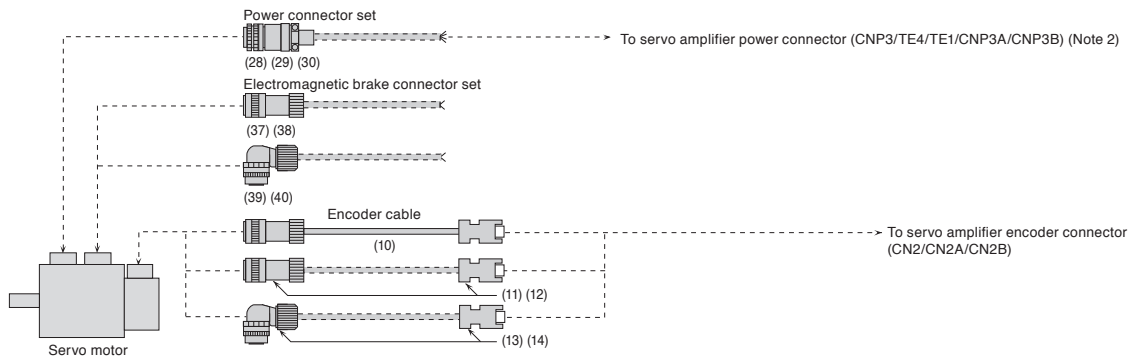 Power connector set
To servo amplifier power connector (CNP3/TE4/TE1/CNP3A/CNP3B) (Note 2)
(28) (29) (30)
Electromagnetic brake connector set
(37) (38)
(39) (40)
Encoder cable
(10)
To servo amplifier encoder connector
(CN2/CN2A/CN2B)
(11) (12)
(13) (14)
Servo motor